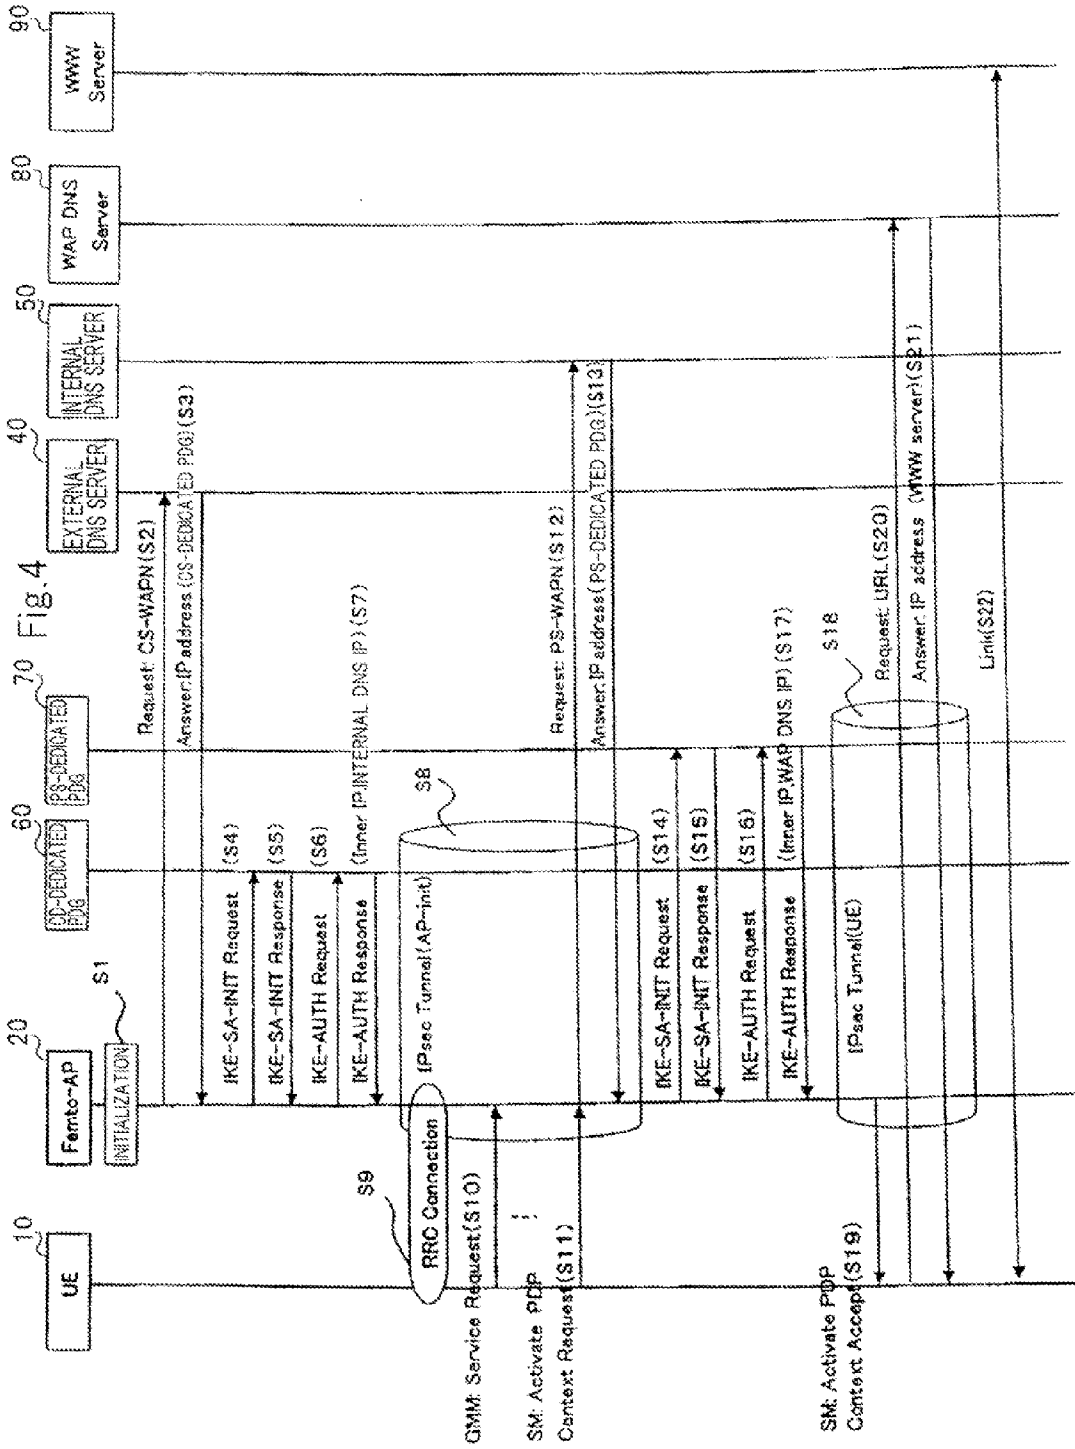 Fig.4
10
UE
20
Femto-AP
S1
INITIALIZATION
60
CD-DEDICATED
PDG
70
PS-DEDICATED
PDG
40
EXTERNAL
DNS SERVER
50
INTERNAL
DNS SERVER
80
WAP DNS
Server
90
WWW
Server
Request: CS-WAPN(S2)
Answer:IP address (CS-DEDICATED PDG)(S3)
IKE-SA-INIT Request (S4)
IKE-SA-INIT Response (S5)
IKE-AUTH Request (S6)
IKE-AUTH Response (Inner IP,INTERNAL DNS IP)(S7)
IPsec Tunnel(AP-init)
S8
S9
RRC Connection
GMM: Service Request(S10)
SM: Activate PDP
Context Request(S11)
Request: PS-WAPN(S12)
Answer:IP address(PS-DEDICATED PDG)(S13)
IKE-SA-INIT Request (S14)
IKE-SA-INIT Response (S15)
IKE-AUTH Request (S16)
IKE-AUTH Response (Inner IP,WAP DNS IP)(S17)
IPsec Tunnel(UE)
S18
SM: Activate PDP
Context Accept(S19)
Request: URL(S20)
Answer: IP address (WWW server)(S21)
Link(S22)